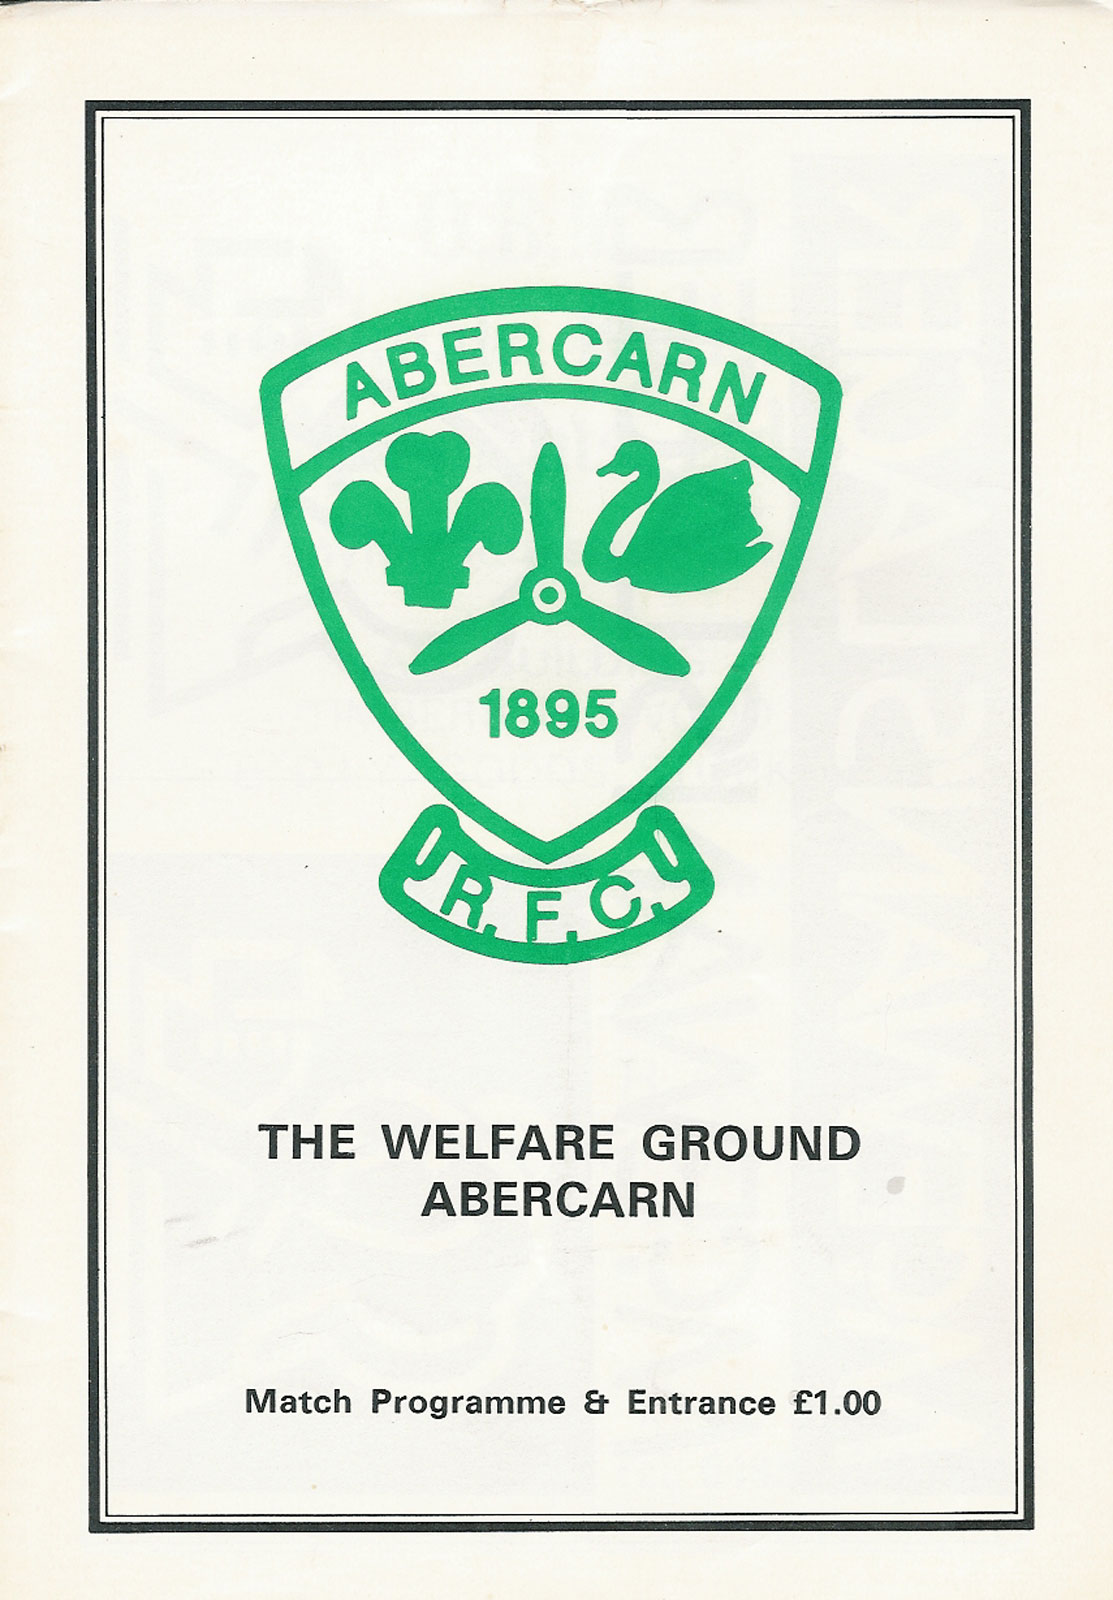 ABERCARN
1895
R. F. C.
THE WELFARE GROUND
ABERCARN
Match Programme & Entrance £1.00